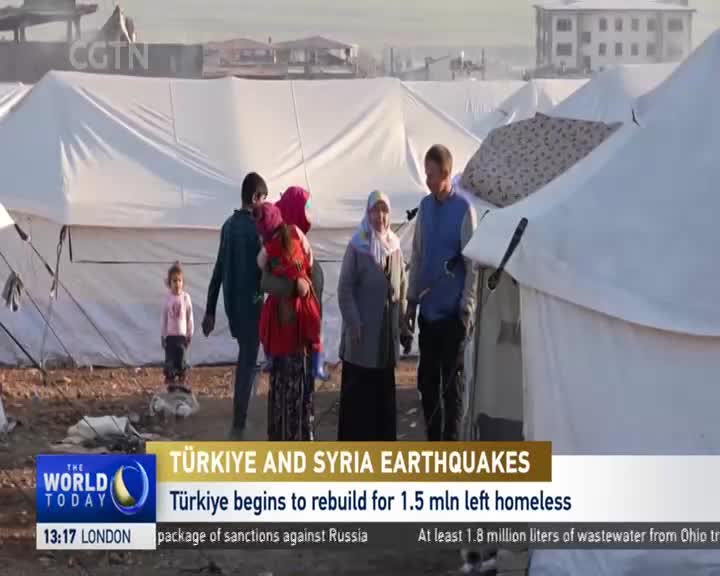 CGTN
TÜRKIYE AND SYRIA EARTHQUAKES
THE
WORLD
TODAY
Türkiye begins to rebuild for 1.5 mln left homeless
13:17 LONDON
package of sanctions against Russia At least 1.8 million liters of wastewater from Ohio tr